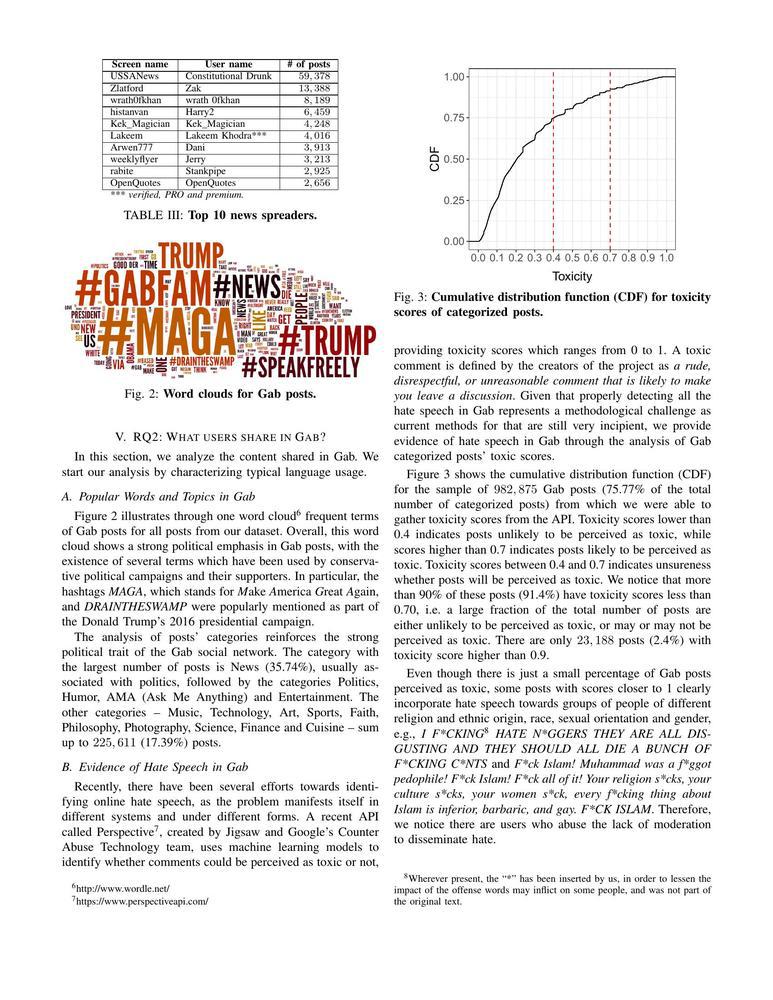 Screen name User name # of posts
USSANews Constitutional Drunk 59, 378
Zlatford Zak 13, 388
wrath0fkhan wrath 0fkhan 8, 189
histanvan Harry2 6, 459
Kek_Magician Kek_Magician 4, 248
Lakeem Lakeem Khodra*** 4, 016
Arwen777 Dani 3, 913
weeklyflyer Jerry 3, 213
rabite Stankpipe 2, 925
OpenQuotes OpenQuotes 2, 656
*** verified, PRO and premium.
TABLE III: Top 10 news spreaders.
TRUMP
#POLITICS
GOOD DER – TIME
#GABFAM
#NEWS
KNOW
DIE
PEOPLE
LIKE
PRESIDENT
UND NEW
SEE
US
WHITE
#MAGA
RIGHT
MAN
GET
AMERICA
WANT
#TRUMP
TODAY
GOING
VIA
OBAMA
#BASED
MAKE
ONE
#DRAINTHESWAMP
THINK
#SPEAKFREELY
Fig. 2: Word clouds for Gab posts.
V. RQ2: WHAT USERS SHARE IN GAB?
In this section, we analyze the content shared in Gab. We
start our analysis by characterizing typical language usage.
A. Popular Words and Topics in Gab
Figure 2 illustrates through one word cloud6 frequent terms
of Gab posts for all posts from our dataset. Overall, this word
cloud shows a strong political emphasis in Gab posts, with the
existence of several terms which have been used by conserva-
tive political campaigns and their supporters. In particular, the
hashtags MAGA, which stands for Make America Great Again,
and DRAINTHESWAMP were popularly mentioned as part of
the Donald Trump's 2016 presidential campaign.
The analysis of posts' categories reinforces the strong
political trait of the Gab social network. The category with
the largest number of posts is News (35.74%), usually as-
sociated with politics, followed by the categories Politics,
Humor, AMA (Ask Me Anything) and Entertainment. The
other categories – Music, Technology, Art, Sports, Faith,
Philosophy, Photography, Science, Finance and Cuisine – sum
up to 225, 611 (17.39%) posts.
B. Evidence of Hate Speech in Gab
Recently, there have been several efforts towards identi-
fying online hate speech, as the problem manifests itself in
different systems and under different forms. A recent API
called Perspective7, created by Jigsaw and Google's Counter
Abuse Technology team, uses machine learning models to
identify whether comments could be perceived as toxic or not,
6http://www.wordle.net/
7https://www.perspectiveapi.com/
CDF
1.00
0.75
0.50
0.25
0.00
0.0 0.1 0.2 0.3 0.4 0.5 0.6 0.7 0.8 0.9 1.0
Toxicity
Fig. 3: Cumulative distribution function (CDF) for toxicity
scores of categorized posts.
providing toxicity scores which ranges from 0 to 1. A toxic
comment is defined by the creators of the project as a rude,
disrespectful, or unreasonable comment that is likely to make
you leave a discussion. Given that properly detecting all the
hate speech in Gab represents a methodological challenge as
current methods for that are still very incipient, we provide
evidence of hate speech in Gab through the analysis of Gab
categorized posts' toxic scores.
Figure 3 shows the cumulative distribution function (CDF)
for the sample of 982, 875 Gab posts (75.77% of the total
number of categorized posts) from which we were able to
gather toxicity scores from the API. Toxicity scores lower than
0.4 indicates posts unlikely to be perceived as toxic, while
scores higher than 0.7 indicates posts likely to be perceived as
toxic. Toxicity scores between 0.4 and 0.7 indicates unsureness
whether posts will be perceived as toxic. We notice that more
than 90% of these posts (91.4%) have toxicity scores less than
0.70, i.e. a large fraction of the total number of posts are
either unlikely to be perceived as toxic, or may or may not be
perceived as toxic. There are only 23, 188 posts (2.4%) with
toxicity score higher than 0.9.
Even though there is just a small percentage of Gab posts
perceived as toxic, some posts with scores closer to 1 clearly
incorporate hate speech towards groups of people of different
religion and ethnic origin, race, sexual orientation and gender,
e.g., I F*CKING8 HATE N*GGERS THEY ARE ALL DIS-
GUSTING AND THEY SHOULD ALL DIE A BUNCH OF
F*CKING C*NTS and F*ck Islam! Muhammad was a f*ggot
pedophile! F*ck Islam! F*ck all of it! Your religion s*cks, your
culture s*cks, your women s*ck, every f*cking thing about
Islam is inferior, barbaric, and gay. F*CK ISLAM. Therefore,
we notice there are users who abuse the lack of moderation
to disseminate hate.
8Wherever present, the "*" has been inserted by us, in order to lessen the
impact of the offense words may inflict on some people, and was not part of
the original text.